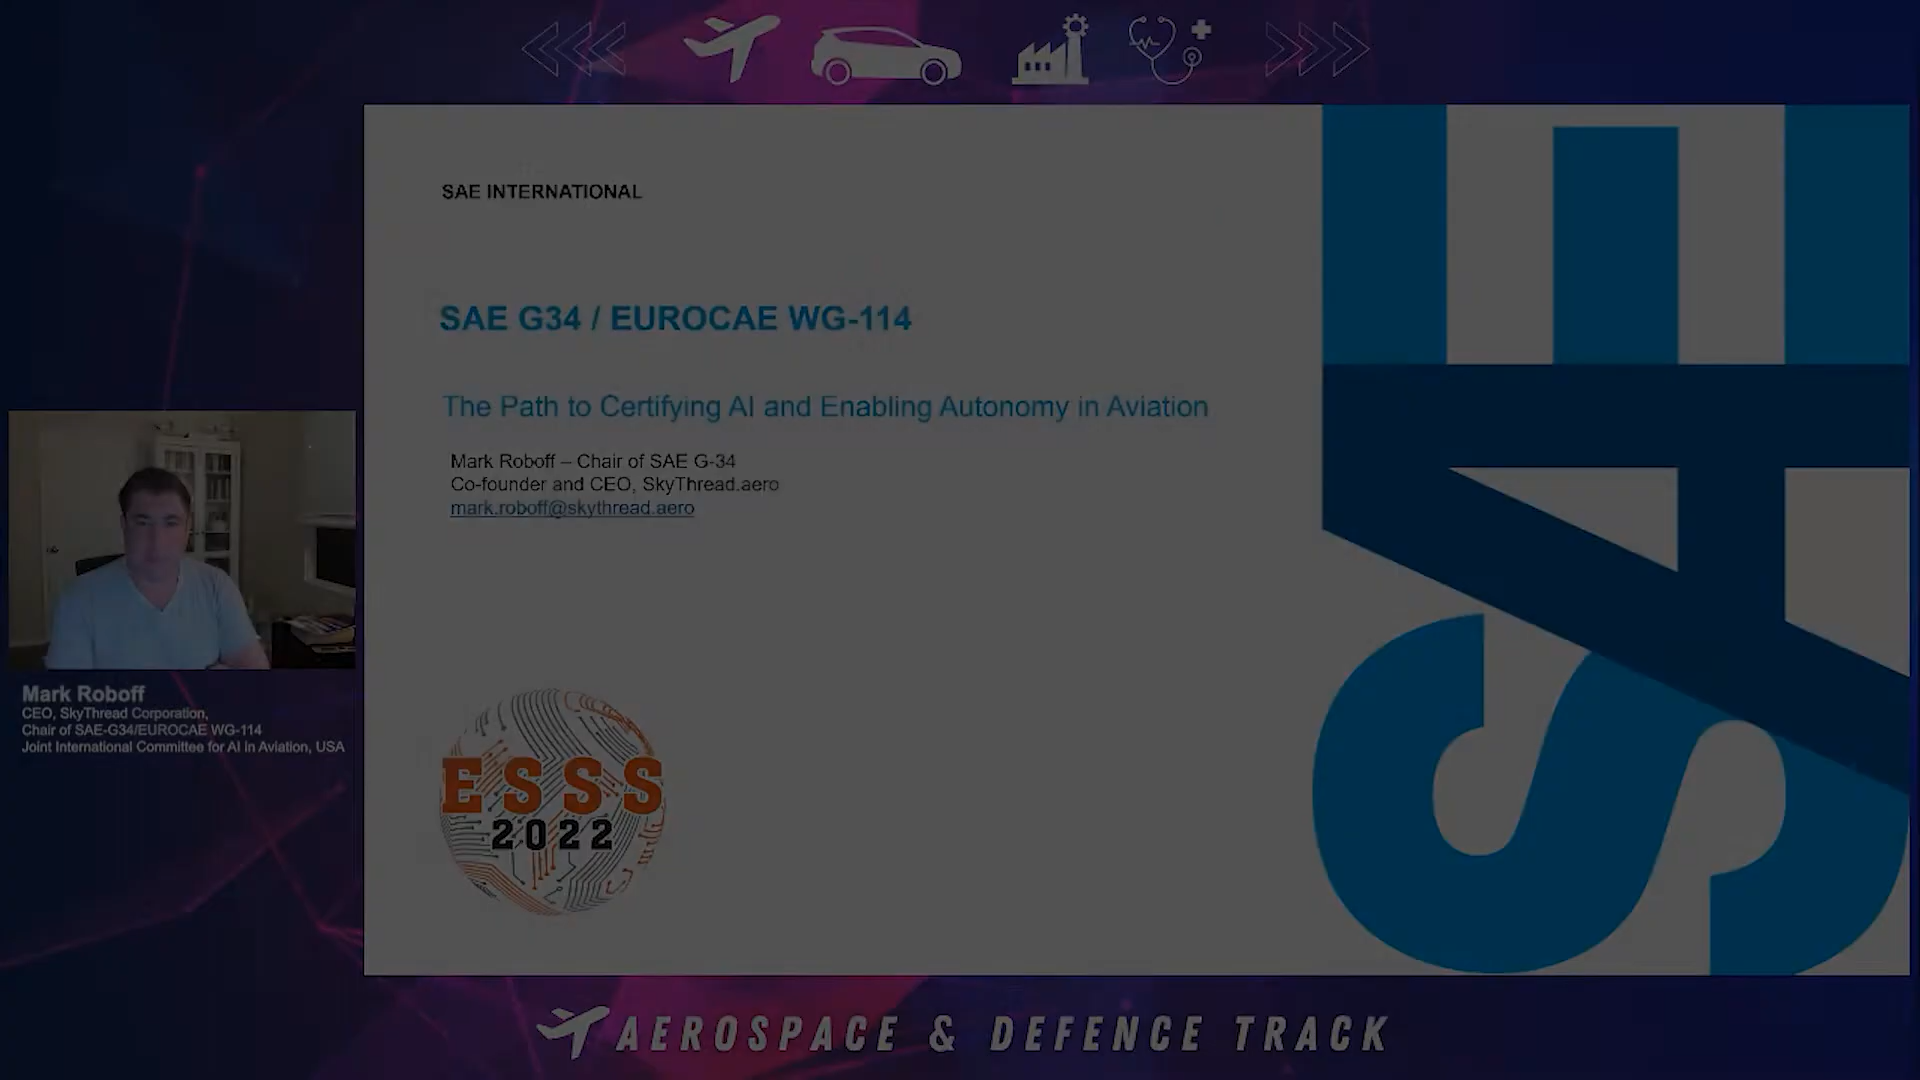 SAE INTERNATIONAL
SAE G34 / EUROCAE WG-114
The Path to Certifying AI and Enabling Autonomy in Aviation
Mark Roboff – Chair of SAE G-34
Co-founder and CEO, SkyThread.aero
mark.roboff@skythread.aero
SAE
Mark Roboff
CEO, SkyThread Corporation,
Chair of SAE-G34/EUROCAE WG-114
Joint International Committee for AI in Aviation, USA
ESSS
2022
AEROSPACE & DEFENCE TRACK